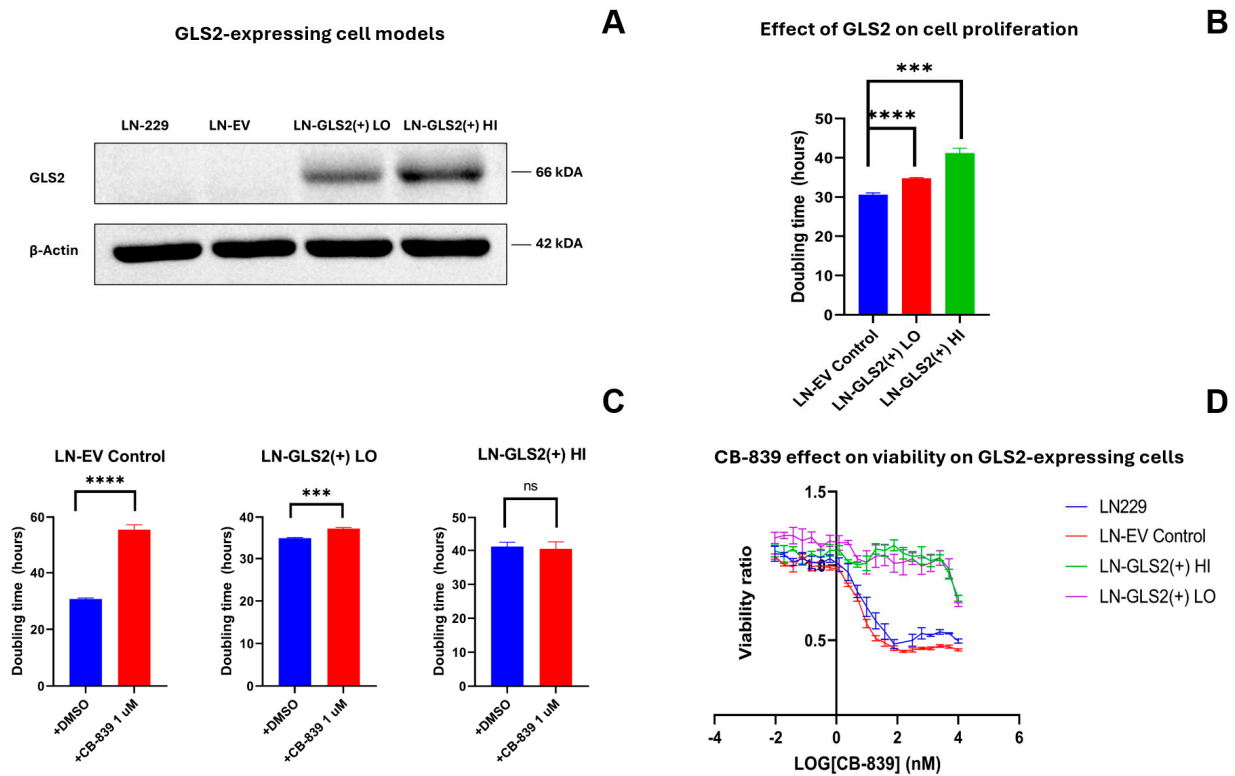 GLS2-expressing cell models
A
LN-229 LN-EV LN-GLS2(+) LO LN-GLS2(+) HI
GLS2
66 kDA
β-Actin
42 kDA
Effect of GLS2 on cell proliferation
B
***
****
Doubling time (hours)
50
40
30
20
10
0
LN-EV Control
LN-GLS2(+) LO
LN-GLS2(+) HI
C
LN-EV Control
****
Doubling time (hours)
60
40
20
0
+DMSO
+CB-839 1 uM
LN-GLS2(+) LO
***
Doubling time (hours)
40
30
20
10
0
+DMSO
+CB-839 1 uM
LN-GLS2(+) HI
ns
Doubling time (hours)
50
40
30
20
10
0
+DMSO
+CB-839 1 uM
D
CB-839 effect on viability on GLS2-expressing cells
Viability ratio
1.5
1.0
0.5
-4 -2 0 2 4 6
LOG[CB-839] (nM)
LN229
LN-EV Control
LN-GLS2(+) HI
LN-GLS2(+) LO